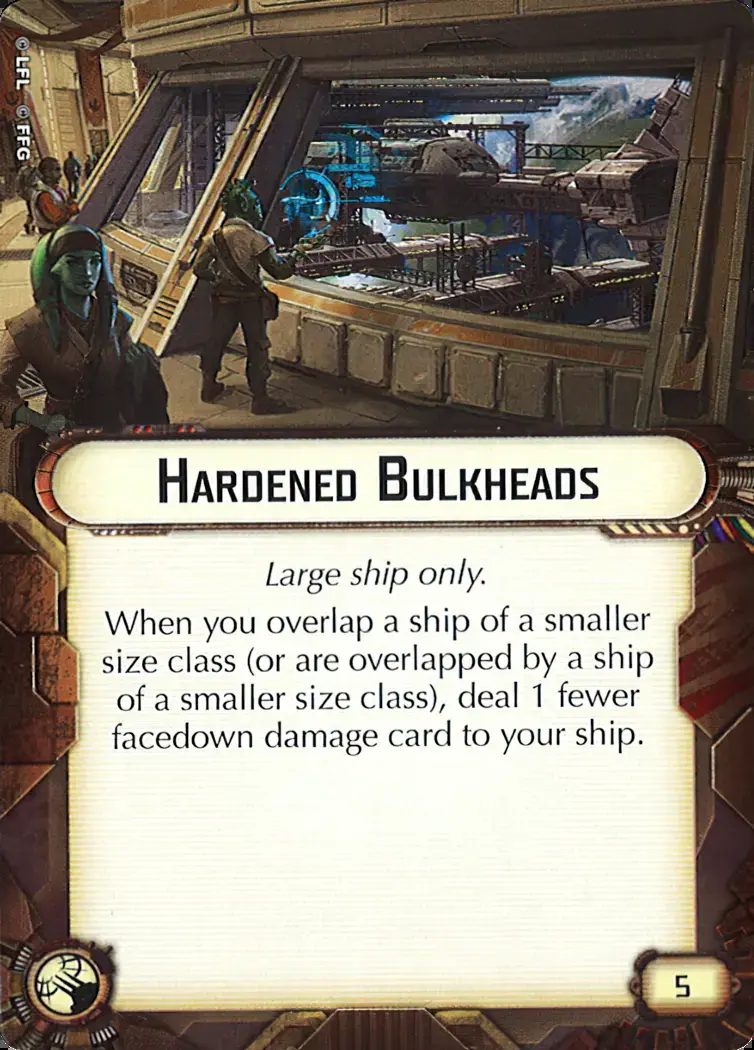 © LFL © FFG
Hardened Bulkheads
Large ship only.
When you overlap a ship of a smaller
size class (or are overlapped by a ship
of a smaller size class), deal 1 fewer
facedown damage card to your ship.
5